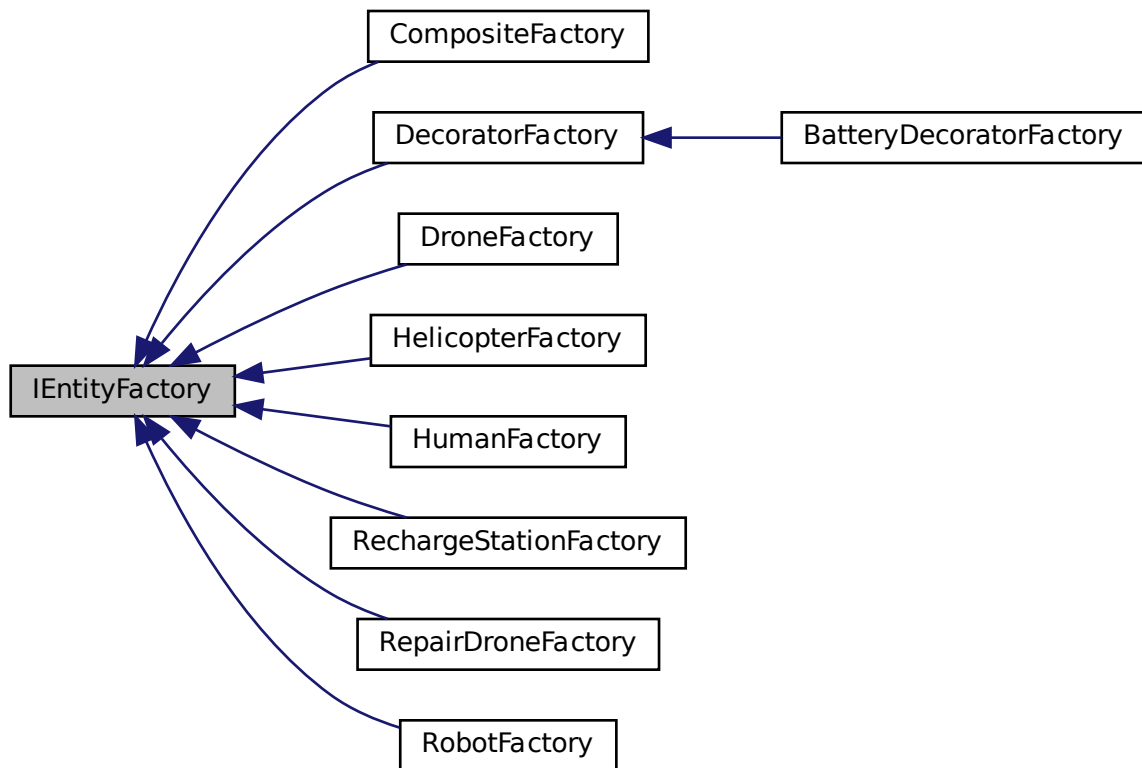 CompositeFactory
DecoratorFactory
BatteryDecoratorFactory
DroneFactory
HelicopterFactory
IEntityFactory
HumanFactory
RechargeStationFactory
RepairDroneFactory
RobotFactory